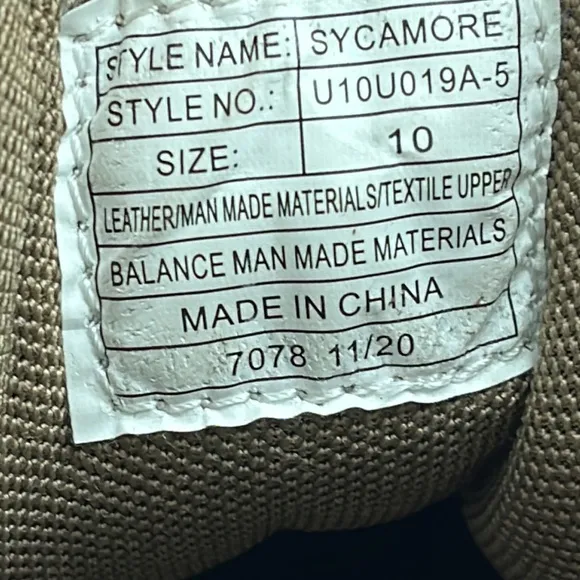 STYLE NAME: SYCAMORE
STYLE NO.: U10U019A-5
SIZE: 10
LEATHER/MAN MADE MATERIALS/TEXTILE UPPER
BALANCE MAN MADE MATERIALS
MADE IN CHINA
7078 11/20